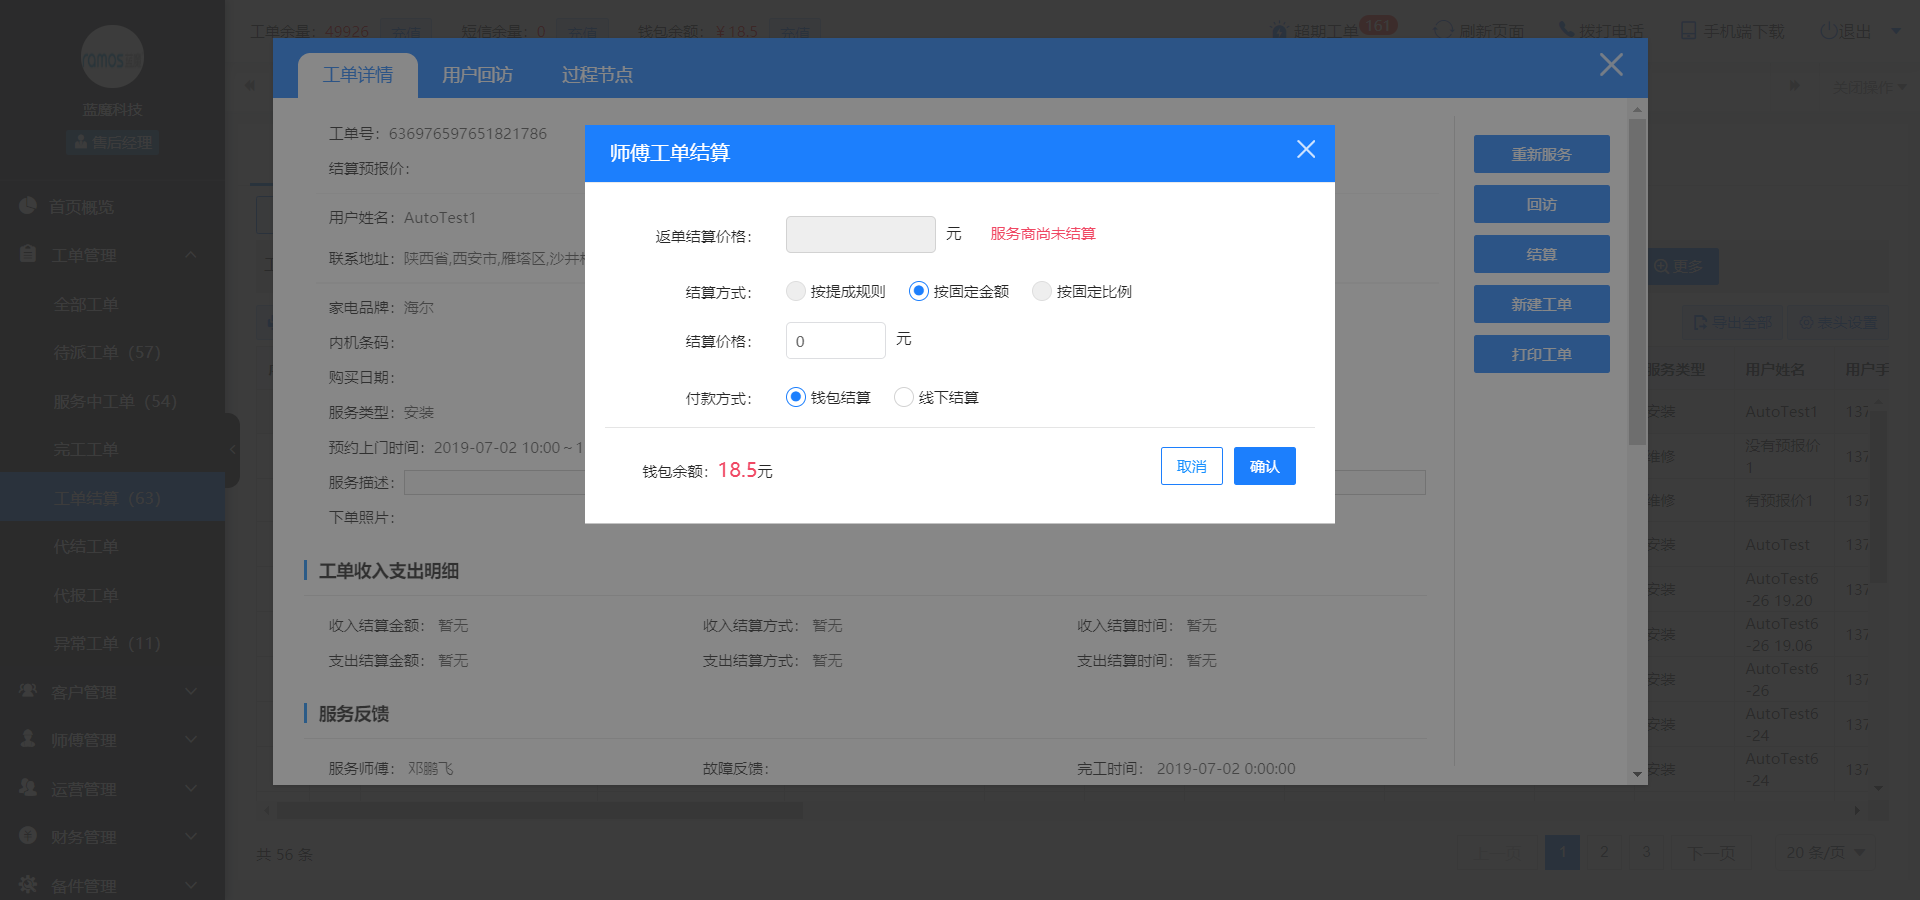 工单余量：49926 充值 短信余量：0 充值 钱包余额：￥18.5 充值 超期工单 161 刷新页面 拨打电话 手机端下载 退出
ramos
蓝魔科技
售后经理
关闭操作
首页概览
工单管理
全部工单
待派工单（57）
服务中工单（54）
完工工单
工单结算（63）
代结工单
代报工单
异常工单（11）
客户管理
师傅管理
运营管理
财务管理
备件管理
工单详情 用户回访 过程节点
工单号：636976597651821786
结算预报价：
用户姓名：AutoTest1
联系地址：陕西省,西安市,雁塔区,沙井村
家电品牌：海尔
内机条码：
购买日期：
服务类型：安装
预约上门时间：2019-07-02 10:00～1
服务描述：
下单照片：
工单收入支出明细
收入结算金额： 暂无 收入结算方式： 暂无 收入结算时间： 暂无
支出结算金额： 暂无 支出结算方式： 暂无 支出结算时间： 暂无
服务反馈
服务师傅： 邓鹏飞 故障反馈： 完工时间： 2019-07-02 0:00:00
重新服务
回访
结算
新建工单
打印工单
师傅工单结算
返单结算价格： 元 服务商尚未结算
结算方式： 按提成规则 按固定金额 按固定比例
结算价格： 0 元
付款方式： 钱包结算 线下结算
钱包余额：18.5元 取消 确认
更多
导出全部 表头设置
服务类型 用户姓名 用户手
安装 AutoTest1 137
维修 没有预报价1 137
维修 有预报价1 137
安装 AutoTest 137
安装 AutoTest6-26 19.20 137
安装 AutoTest6-26 19.06 137
安装 AutoTest6-26 137
安装 AutoTest6-24 137
安装 AutoTest6-24 137
共 56 条 上一页 1 2 3 下一页 20 条/页